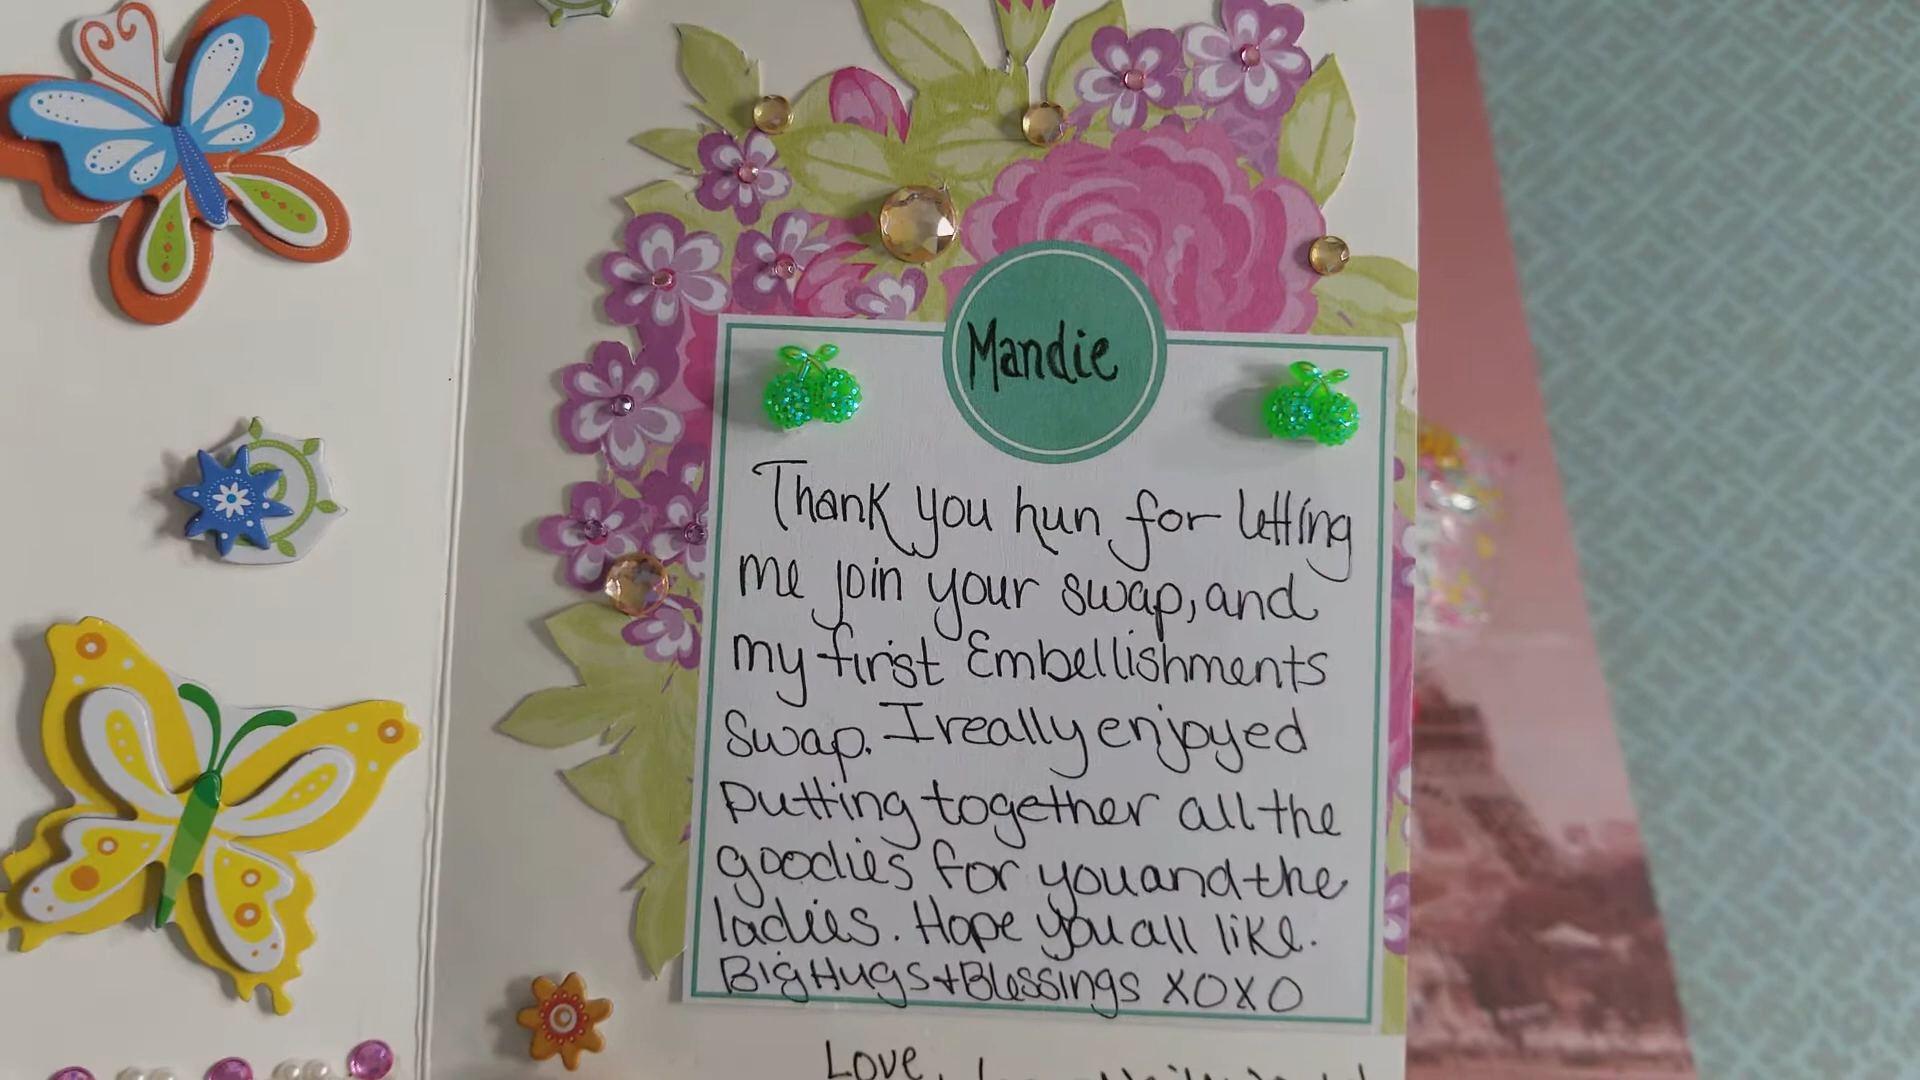 Mandie
Thank you hun for letting
me join your swap, and
my first Embellishments
Swap. I really enjoyed
putting together all the
goodies for you and the
ladies. Hope you all like.
Big Hugs + Blessings XOXO
Love,